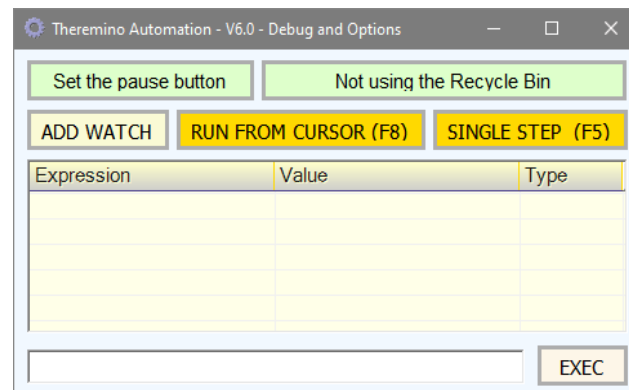 Theremino Automation - V6.0 - Debug and Options
Set the pause button Not using the Recycle Bin
ADD WATCH RUN FROM CURSOR (F8) SINGLE STEP (F5)
Expression Value Type
EXEC